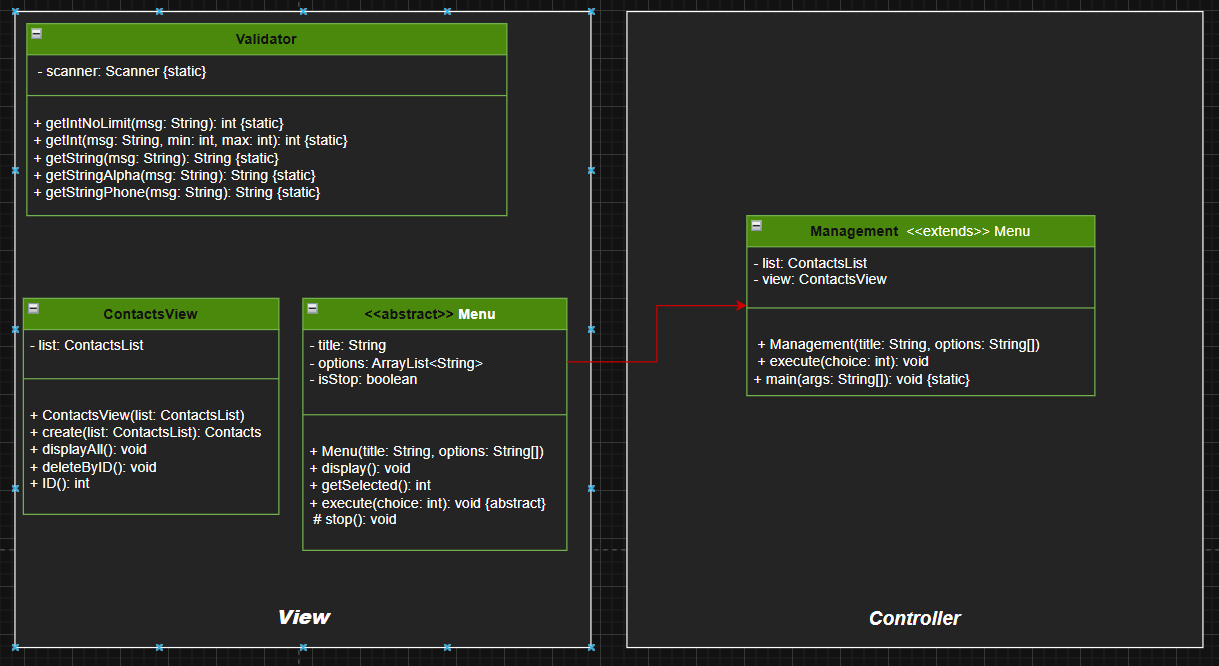 Validator
- scanner: Scanner {static}
+ getIntNoLimit(msg: String): int {static}
+ getInt(msg: String, min: int, max: int): int {static}
+ getString(msg: String): String {static}
+ getStringAlpha(msg: String): String {static}
+ getStringPhone(msg: String): String {static}
ContactsView
- list: ContactsList
+ ContactsView(list: ContactsList)
+ create(list: ContactsList): Contacts
+ displayAll(): void
+ deleteByID(): void
+ ID(): int
<<abstract>> Menu
- title: String
- options: ArrayList<String>
- isStop: boolean
+ Menu(title: String, options: String[])
+ display(): void
+ getSelected(): int
+ execute(choice: int): void {abstract}
# stop(): void
View
Management <<extends>> Menu
- list: ContactsList
- view: ContactsView
+ Management(title: String, options: String[])
+ execute(choice: int): void
+ main(args: String[]): void {static}
Controller